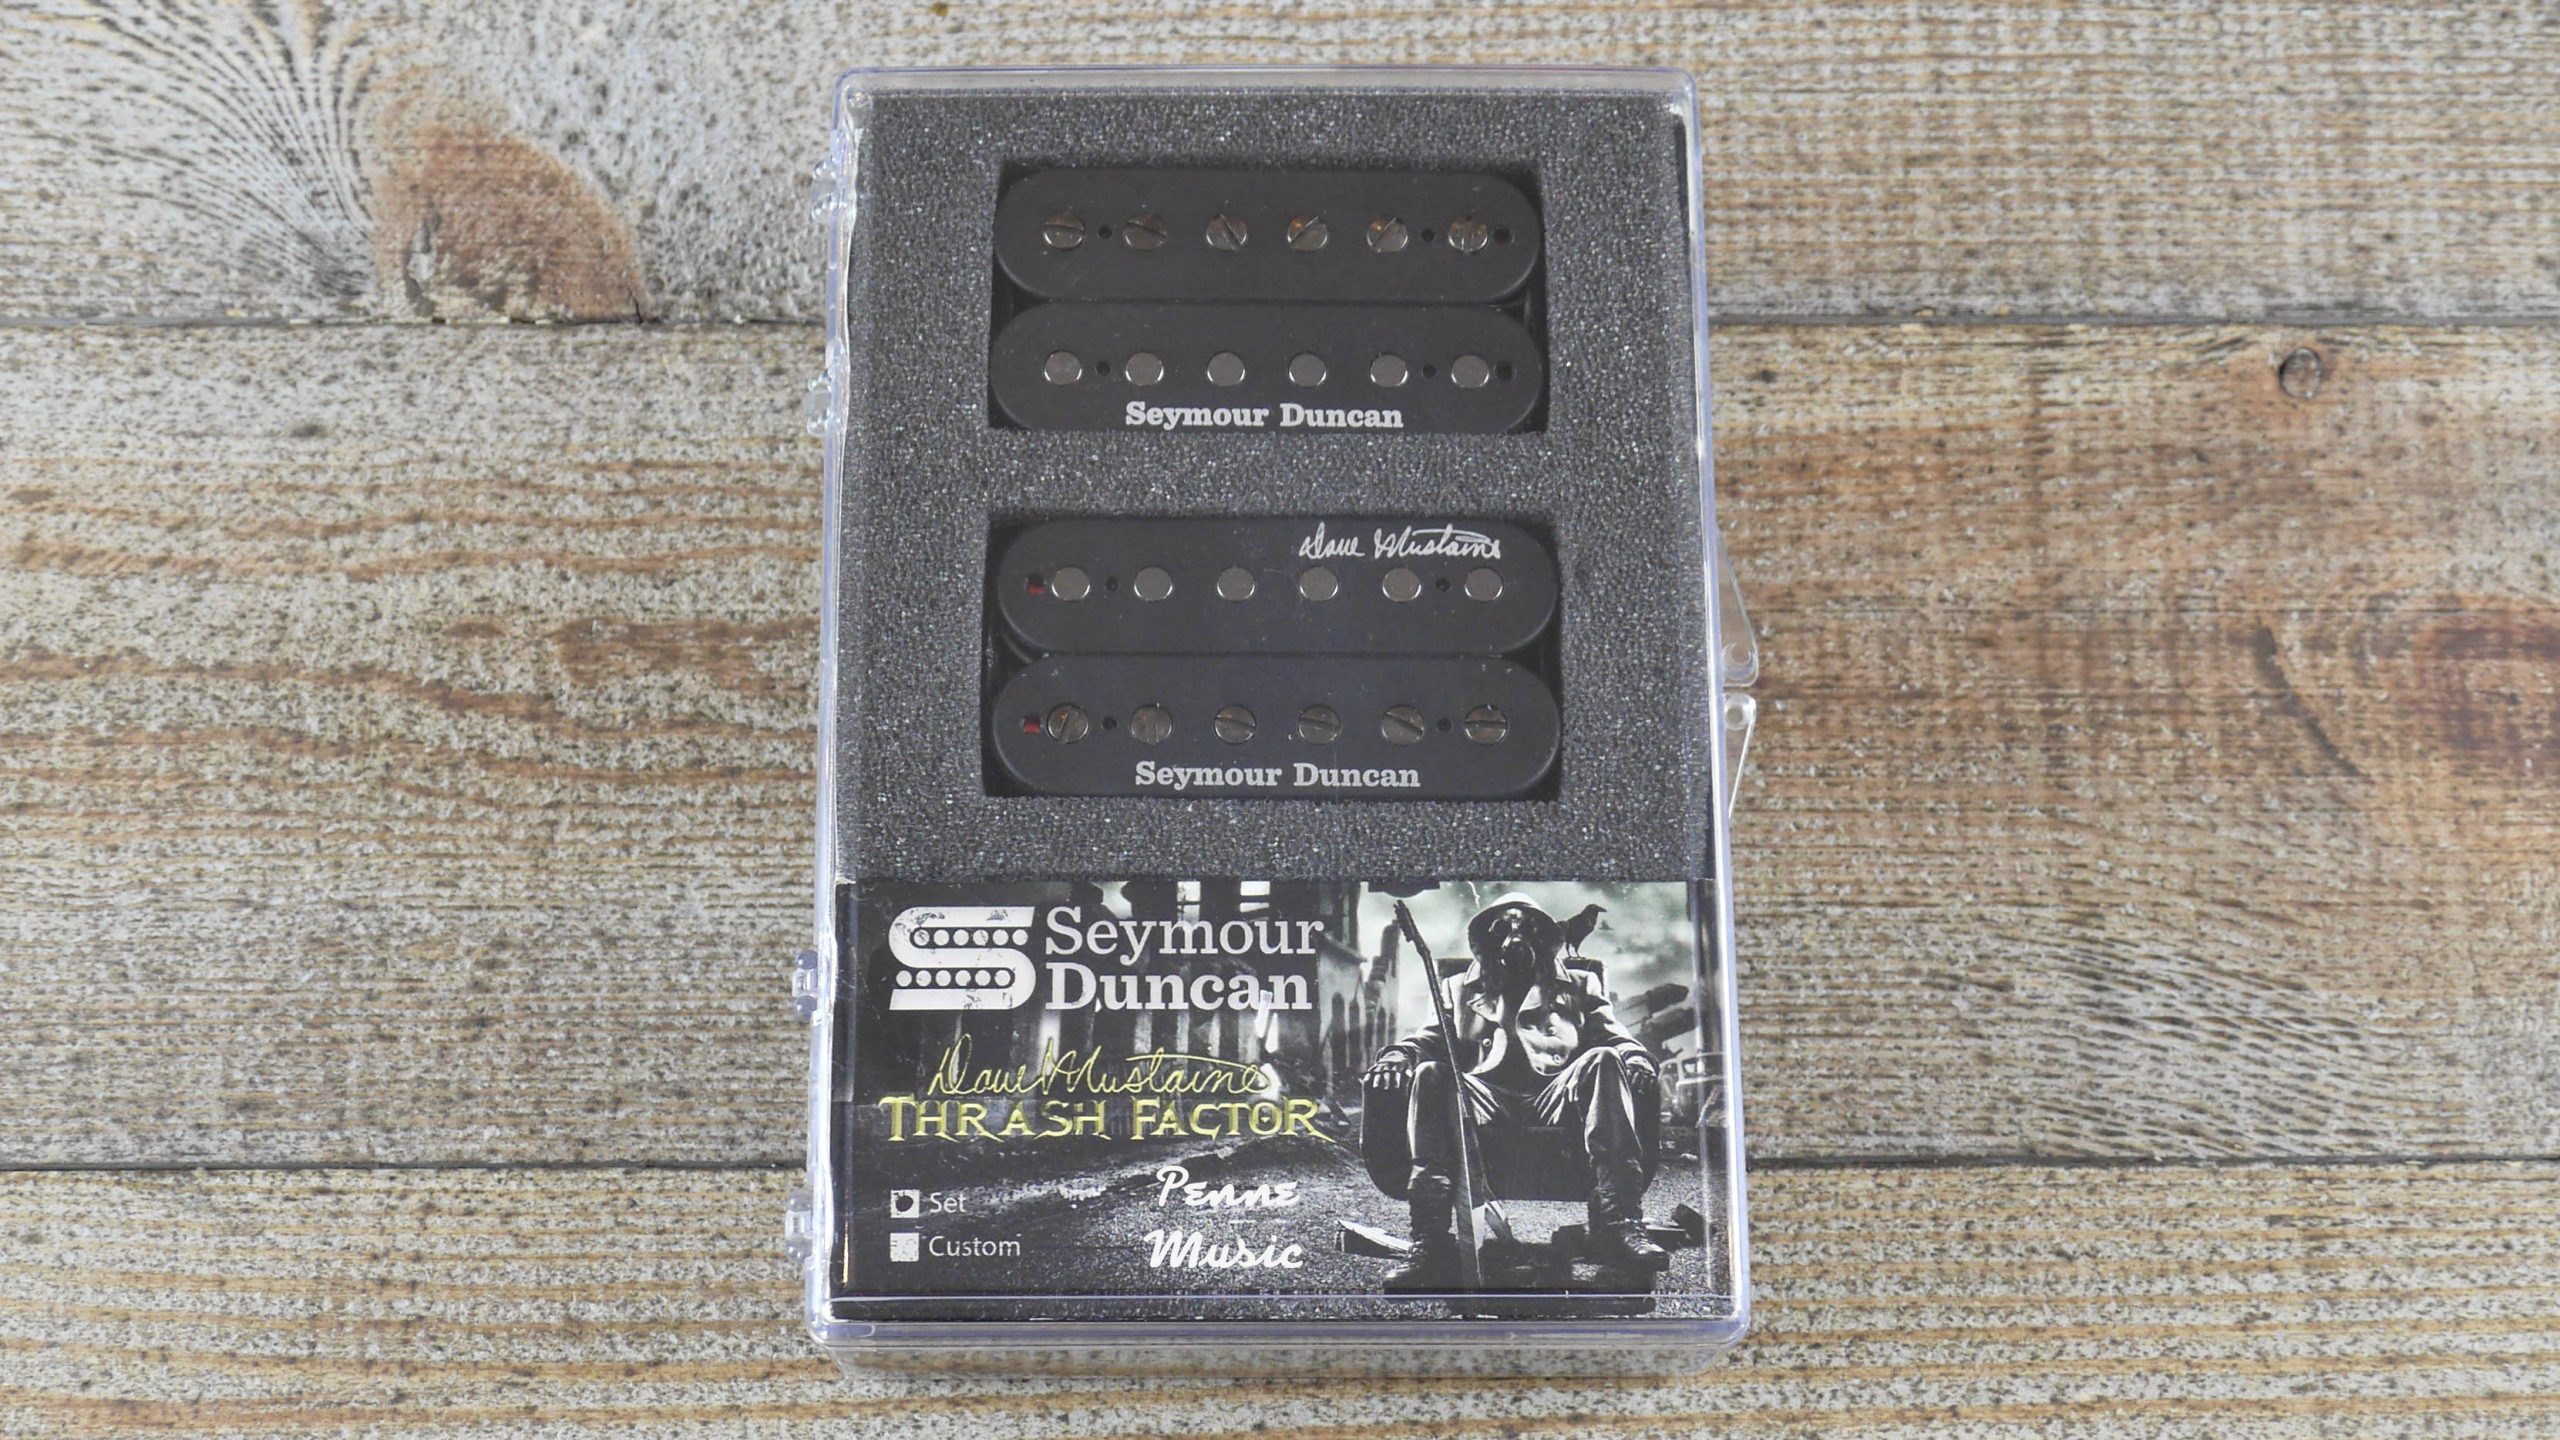 Seymour Duncan
Dave Mustaine
Seymour Duncan
Seymour
Duncan
Dave Mustaine
THRASH FACTOR
Set
Custom
Penne
Music